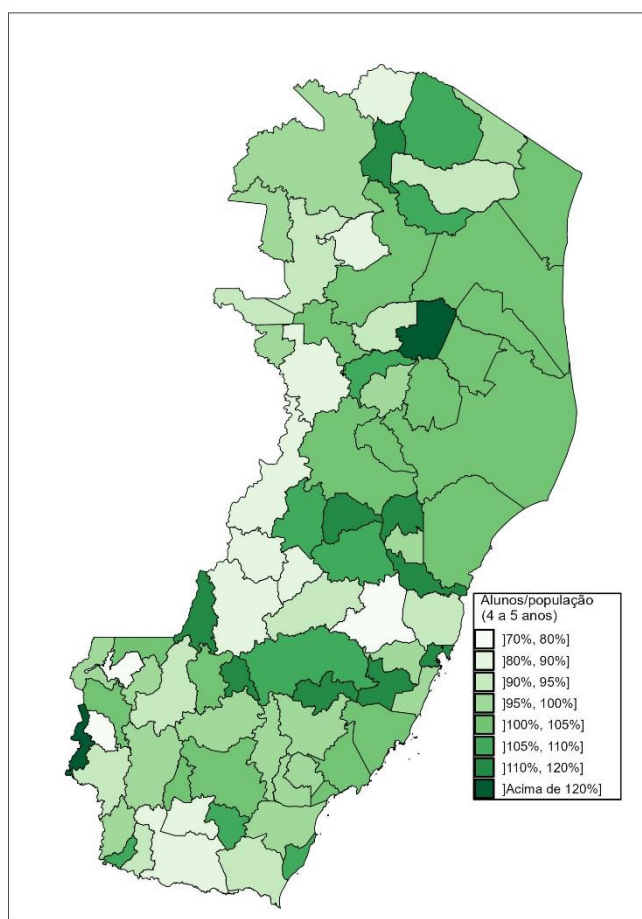 Alunos/população
(4 a 5 anos)
]70%, 80%]
]80%, 90%]
]90%, 95%]
]95%, 100%]
]100%, 105%]
]105%, 110%]
]110%, 120%]
]Acima de 120%]